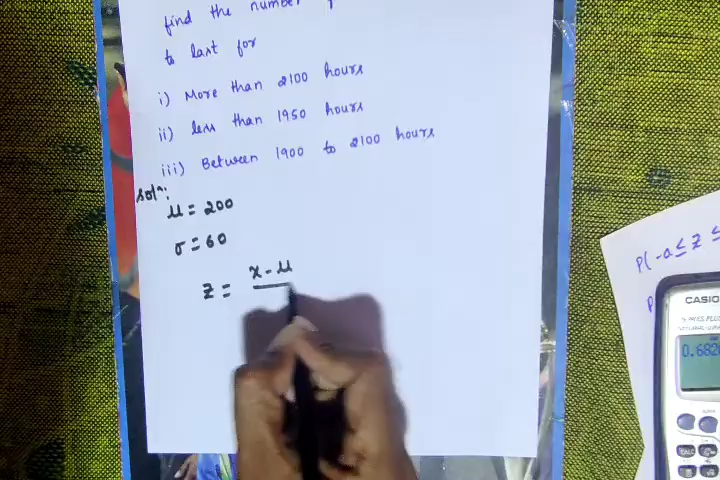 find the number
to last for
i) More than 2100 hours
ii) less than 1950 hours
iii) Between 1900 to 2100 hours
solⁿ:
μ = 200
σ = 60
z = x - μ
P( -a ≤ z ≤
CASIO
0.682